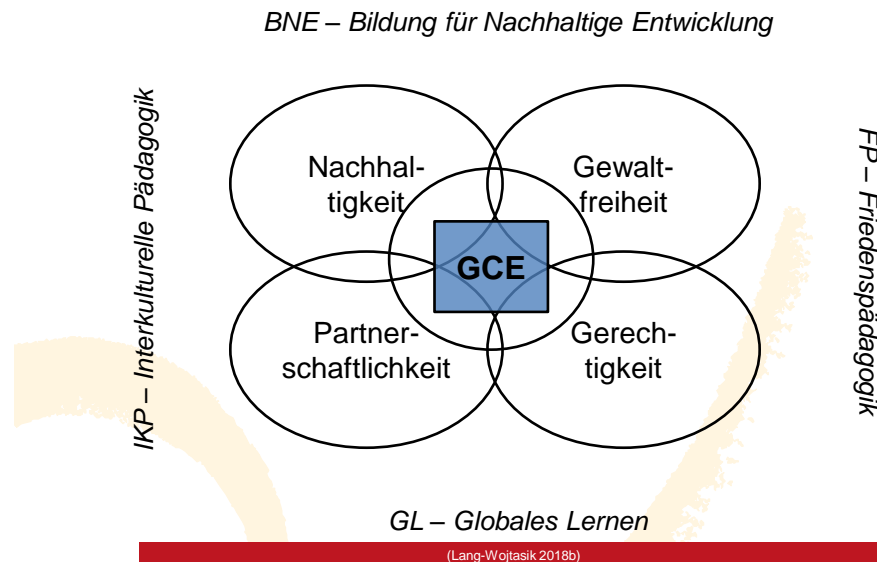 BNE – Bildung für Nachhaltige Entwicklung
IKP – Interkulturelle Pädagogik
Nachhal-
tigkeit
Gewalt-
freiheit
GCE
Partner-
schaftlichkeit
Gerech-
tigkeit
FP – Friedenspädagogik
GL – Globales Lernen
(Lang-Wojtasik 2018b)